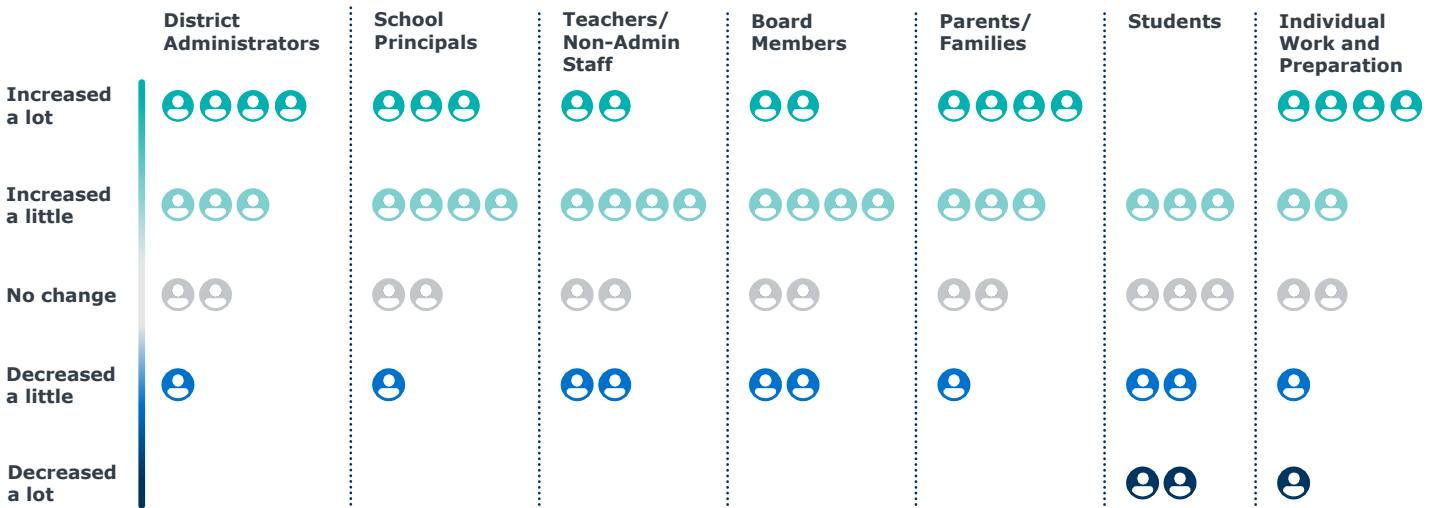 District
Administrators
School
Principals
Teachers/
Non-Admin
Staff
Board
Members
Parents/
Families
Students
Individual
Work and
Preparation
Increased
a lot
Increased
a little
No change
Decreased
a little
Decreased
a lot